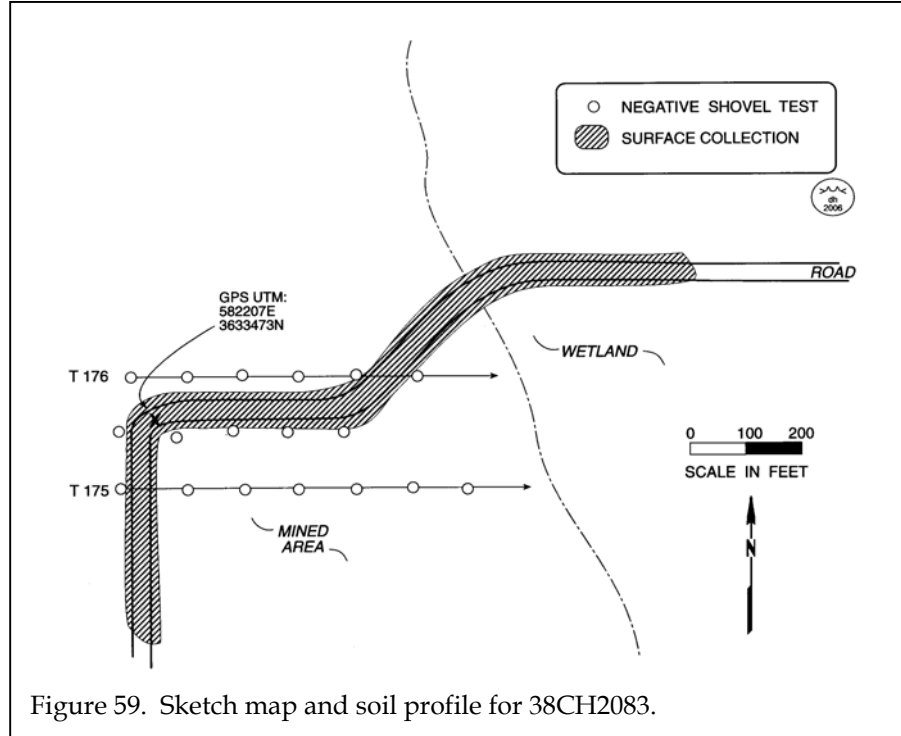 NEGATIVE SHOVEL TEST
SURFACE COLLECTION
dh
2006
ROAD
GPS UTM:
582207E
3633473N
WETLAND
T 176
0 100 200
SCALE IN FEET
T 175
MINED
AREA
N
Figure 59. Sketch map and soil profile for 38CH2083.